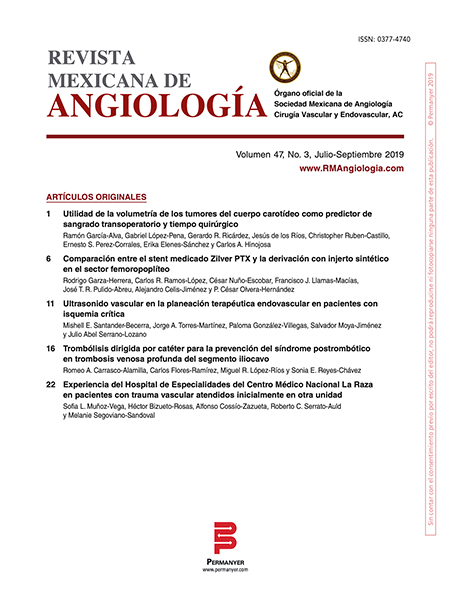 ISSN: 0377-4740
REVISTA
MEXICANA DE
ANGIOLOGÍA
Órgano oficial de la
Sociedad Mexicana de Angiología
Cirugía Vascular y Endovascular, AC
Volumen 47, No. 3, Julio-Septiembre 2019
www.RMAngiologia.com
ARTÍCULOS ORIGINALES
1 Utilidad de la volumetría de los tumores del cuerpo carotídeo como predictor de
sangrado transoperatorio y tiempo quirúrgico
Ramón García-Alva, Gabriel López-Pena, Gerardo R. Ricárdez, Jesús de los Ríos, Christopher Ruben-Castillo,
Ernesto S. Perez-Corrales, Erika Elenes-Sánchez y Carlos A. Hinojosa
6 Comparación entre el stent medicado Zilver PTX y la derivación con injerto sintético
en el sector femoropoplíteo
Rodrigo Garza-Herrera, Carlos R. Ramos-López, César Nuño-Escobar, Francisco J. Llamas-Macías,
José T. R. Pulido-Abreu, Alejandro Celis-Jiménez y P. César Olvera-Hernández
11 Ultrasonido vascular en la planeación terapéutica endovascular en pacientes con
isquemia crítica
Mishell E. Santander-Becerra, Jorge A. Torres-Martínez, Paloma González-Villegas, Salvador Moya-Jiménez
y Julio Abel Serrano-Lozano
16 Trombólisis dirigida por catéter para la prevención del síndrome postrombótico
en trombosis venosa profunda del segmento iliocavo
Romeo A. Carrasco-Alamilla, Carlos Flores-Ramírez, Miguel R. López-Ríos y Sonia E. Reyes-Chávez
22 Experiencia del Hospital de Especialidades del Centro Médico Nacional La Raza
en pacientes con trauma vascular atendidos inicialmente en otra unidad
Sofia L. Muñoz-Vega, Héctor Bizueto-Rosas, Alfonso Cossío-Zazueta, Roberto C. Serrato-Auld
y Melanie Segoviano-Sandoval
PERMANYER
www.permanyer.com
Sin contar con el consentimiento previo por escrito del editor, no podrá reproducirse ni fotocopiarse ninguna parte de esta publicación. © Permanyer 2019